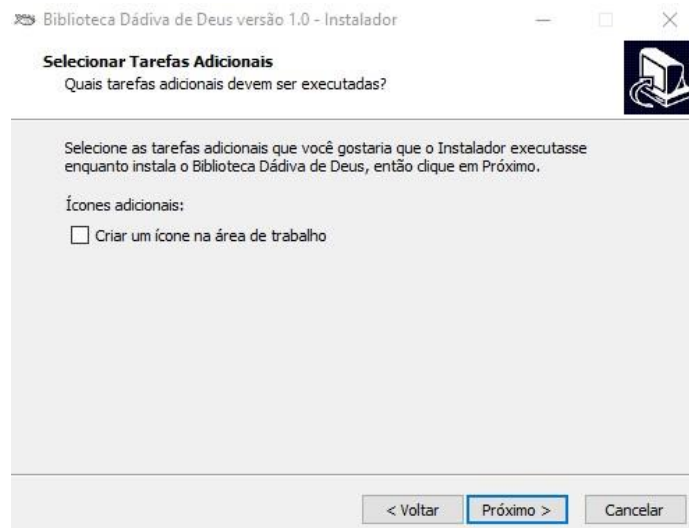 Biblioteca Dádiva de Deus versão 1.0 - Instalador
Selecionar Tarefas Adicionais
Quais tarefas adicionais devem ser executadas?
Selecione as tarefas adicionais que você gostaria que o Instalador executasse
enquanto instala o Biblioteca Dádiva de Deus, então clique em Próximo.
Ícones adicionais:
Criar um ícone na área de trabalho
< Voltar
Próximo >
Cancelar